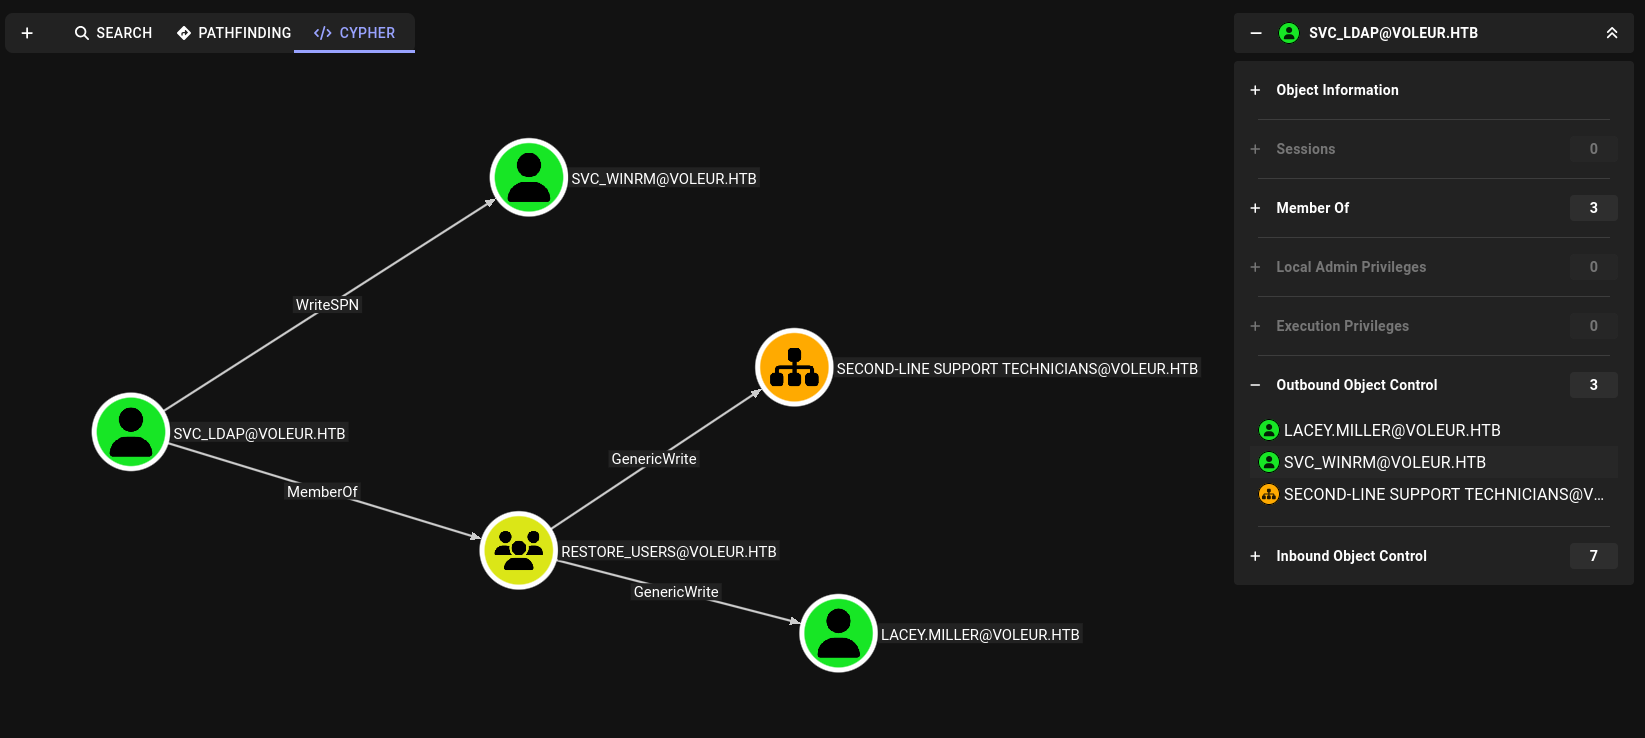 + SEARCH PATHFINDING </> CYPHER
SVC_WINRM@VOLEUR.HTB
WriteSPN
SECOND-LINE SUPPORT TECHNICIANS@VOLEUR.HTB
SVC_LDAP@VOLEUR.HTB
GenericWrite
MemberOf
RESTORE_USERS@VOLEUR.HTB
GenericWrite
LACEY.MILLER@VOLEUR.HTB
SVC_LDAP@VOLEUR.HTB
Object Information
Sessions 0
Member Of 3
Local Admin Privileges 0
Execution Privileges 0
Outbound Object Control 3
LACEY.MILLER@VOLEUR.HTB
SVC_WINRM@VOLEUR.HTB
SECOND-LINE SUPPORT TECHNICIANS@V...
Inbound Object Control 7